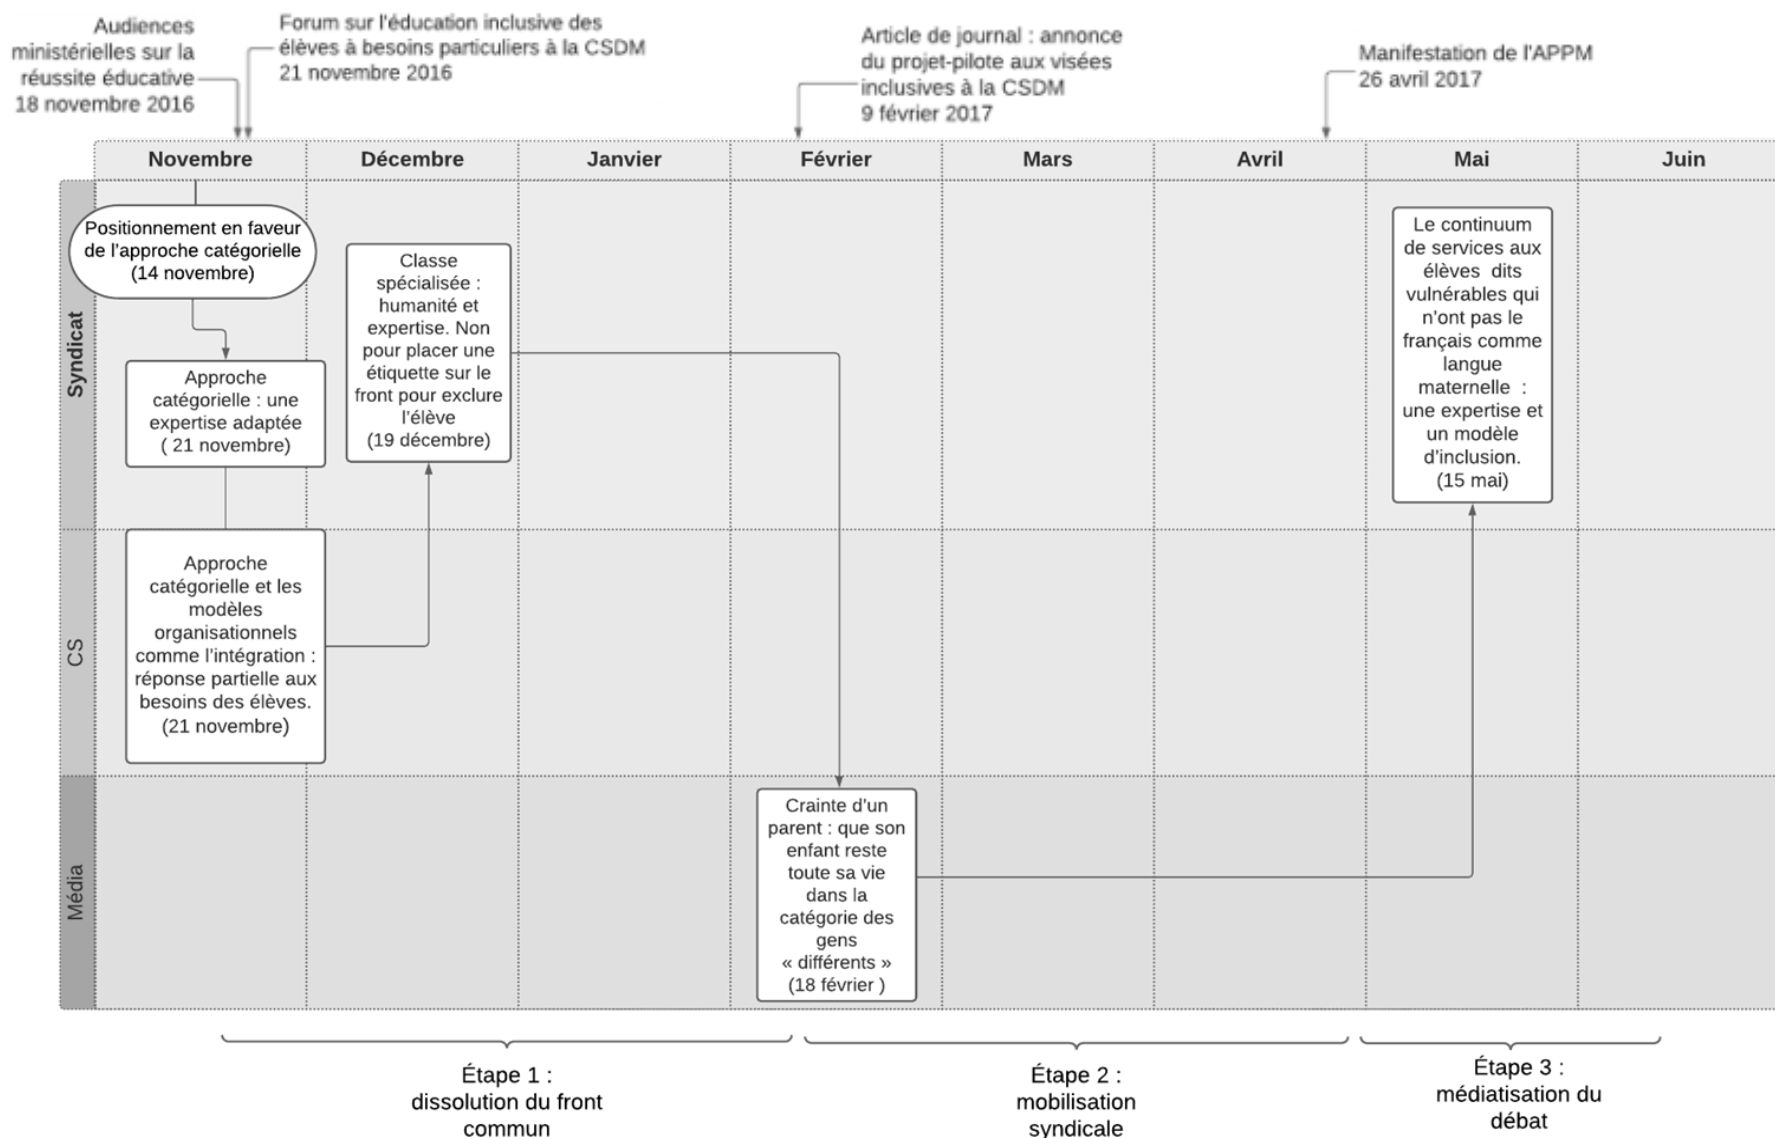 Audiences
ministérielles sur la
réussite éducative
18 novembre 2016
Forum sur l'éducation inclusive des
élèves à besoins particuliers à la CSDM
21 novembre 2016
Article de journal : annonce
du projet-pilote aux visées
inclusives à la CSDM
9 février 2017
Manifestation de l'APPM
26 avril 2017
Novembre
Décembre
Janvier
Février
Mars
Avril
Mai
Juin
Syndicat
Positionnement en faveur
de l'approche catégorielle
(14 novembre)
Approche
catégorielle : une
expertise adaptée
( 21 novembre)
Classe
spécialisée :
humanité et
expertise. Non
pour placer une
étiquette sur le
front pour exclure
l'élève
(19 décembre)
Le continuum
de services aux
élèves dits
vulnérables qui
n'ont pas le
français comme
langue
maternelle :
une expertise et
un modèle
d'inclusion.
(15 mai)
CS
Approche
catégorielle et les
modèles
organisationnels
comme l'intégration :
réponse partielle aux
besoins des élèves.
(21 novembre)
Média
Crainte d'un
parent : que son
enfant reste
toute sa vie
dans la
catégorie des
gens
« différents »
(18 février )
Étape 1 :
dissolution du front
commun
Étape 2 :
mobilisation
syndicale
Étape 3 :
médiatisation du
débat